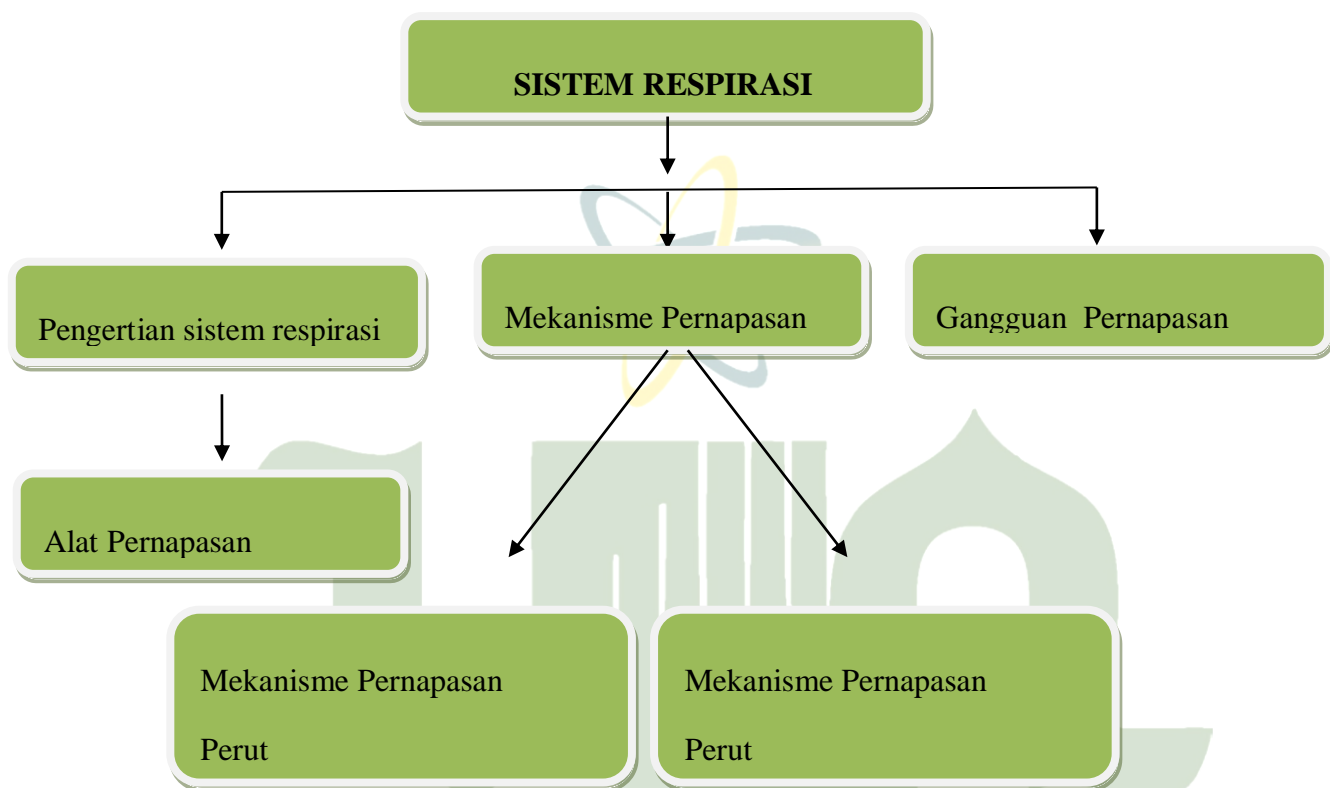 SISTEM RESPIRASI
Pengertian sistem respirasi
Mekanisme Pernapasan
Gangguan Pernapasan
Alat Pernapasan
Mekanisme Pernapasan
Perut
Mekanisme Pernapasan
Perut